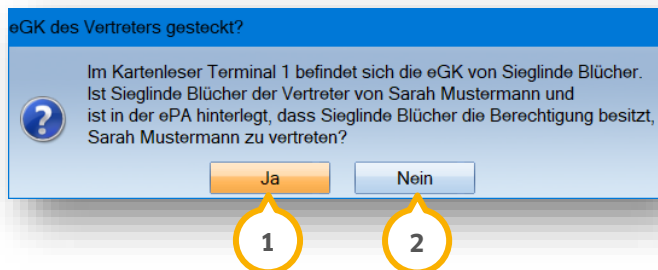 eGK des Vertreters gesteckt?
Im Kartenleser Terminal 1 befindet sich die eGK von Sieglinde Blücher.
Ist Sieglinde Blücher der Vertreter von Sarah Mustermann und
ist in der ePA hinterlegt, dass Sieglinde Blücher die Berechtigung besitzt,
Sarah Mustermann zu vertreten?
Ja Nein
1 2